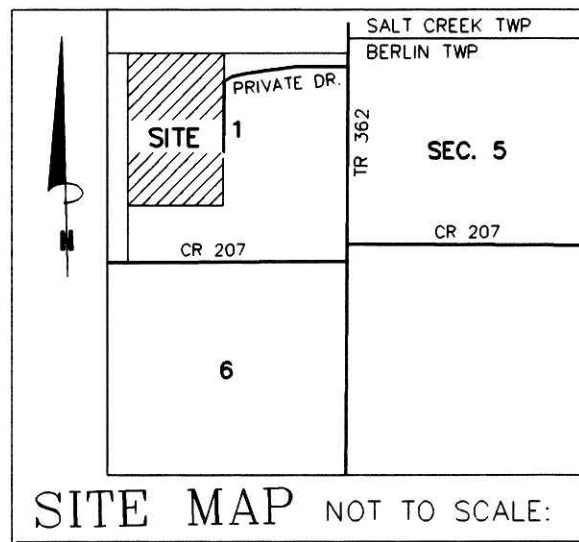 SALT CREEK TWP
BERLIN TWP
PRIVATE DR.
SITE
1
TR 362
SEC. 5
N
CR 207
CR 207
6
SITE MAP NOT TO SCALE: